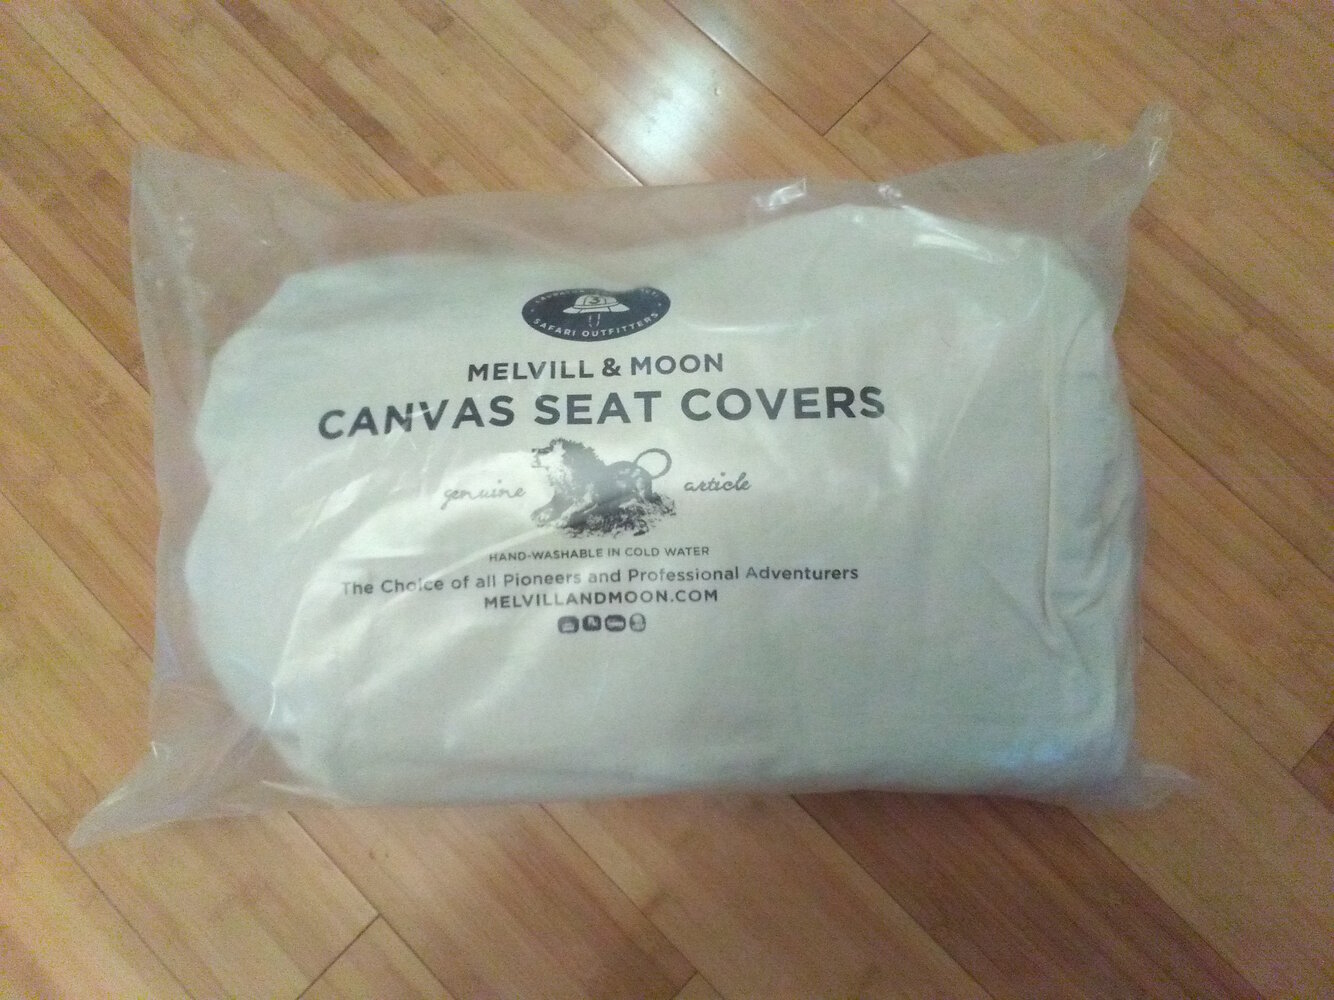 SAFARI OUTFITTERS
MELVILL & MOON
CANVAS SEAT COVERS
genuine article
HAND-WASHABLE IN COLD WATER
The Choice of all Pioneers and Professional Adventurers
MELVILLANDMOON.COM